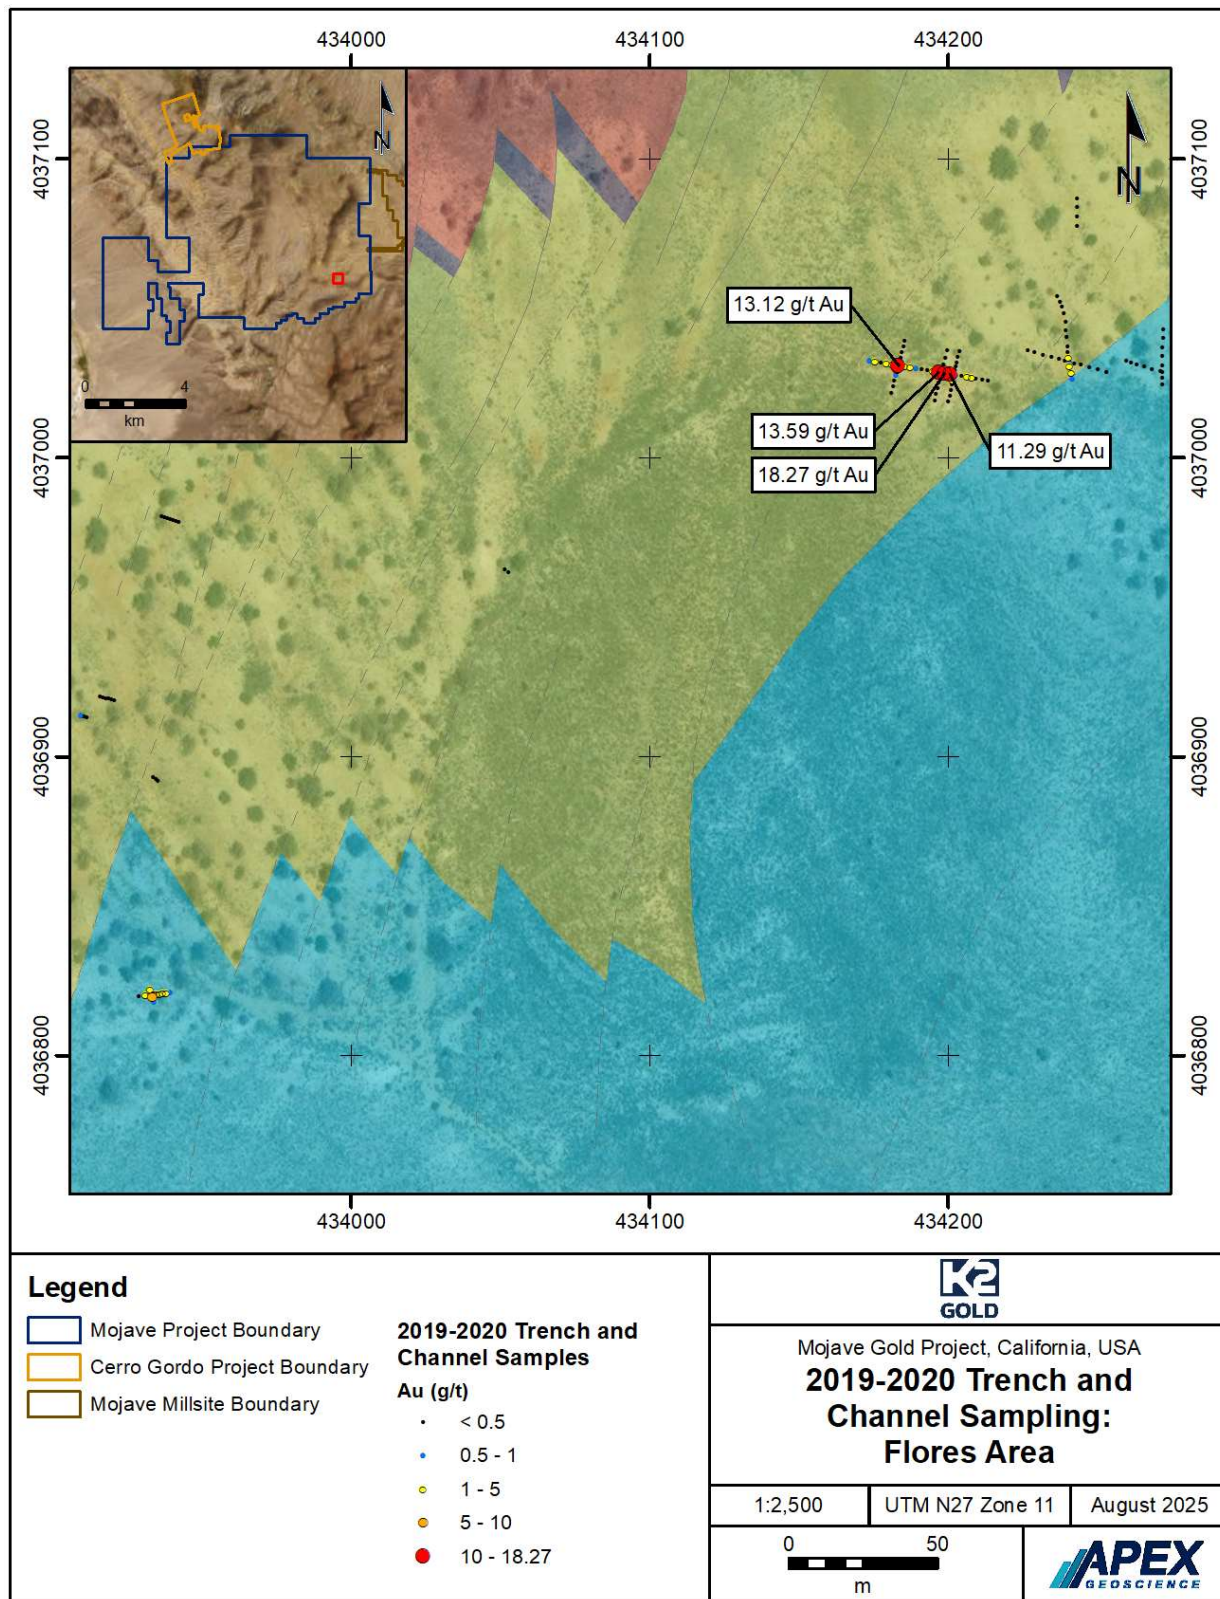 434000
434100
434200
4037100
4037100
N
N
0
4
km
13.12 g/t Au
13.59 g/t Au
18.27 g/t Au
11.29 g/t Au
4037000
4037000
4036900
4036900
4036800
4036800
434000
434100
434200
Legend
Mojave Project Boundary
Cerro Gordo Project Boundary
Mojave Millsite Boundary
2019-2020 Trench and
Channel Samples
Au (g/t)
< 0.5
0.5 - 1
1 - 5
5 - 10
10 - 18.27
K2
GOLD
Mojave Gold Project, California, USA
2019-2020 Trench and
Channel Sampling:
Flores Area
1:2,500
UTM N27 Zone 11
August 2025
0
50
m
APEX
GEOSCIENCE